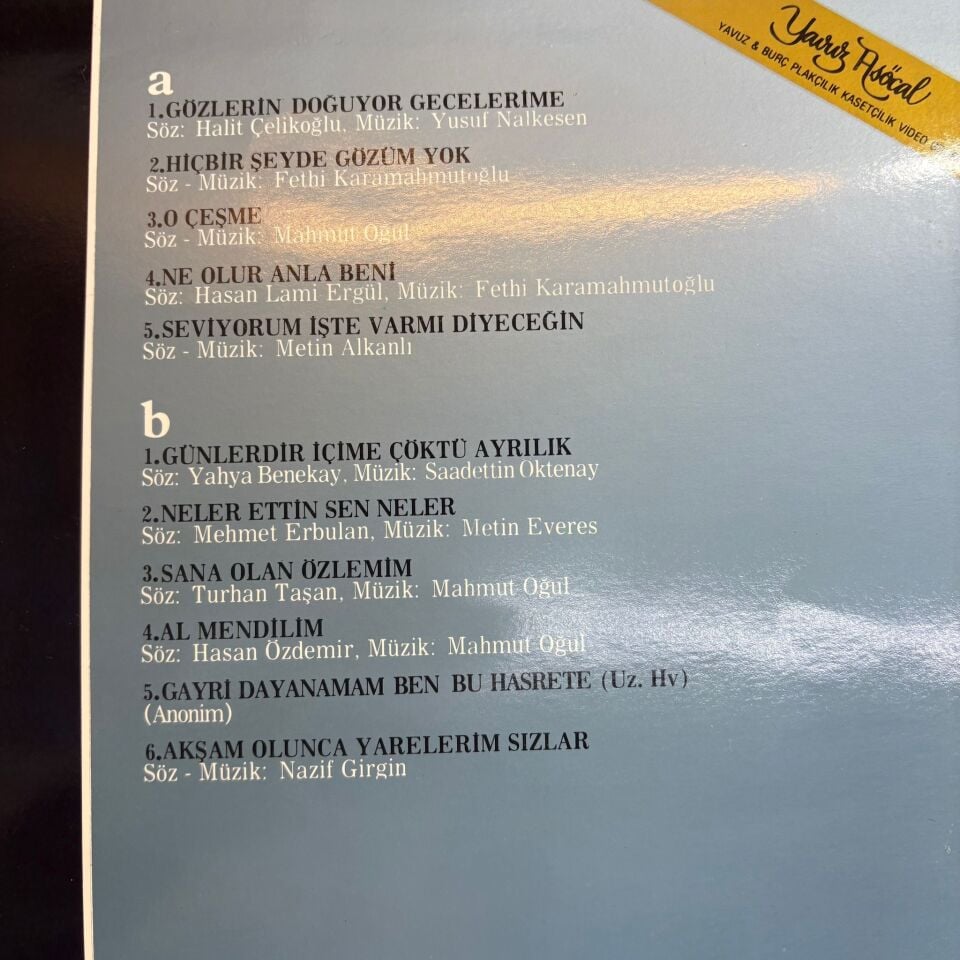 Yavuz Asöcal
YAVUZ & BURÇ PLAKÇILIK KASETÇİLİK VİDEO
a
1.GÖZLERİN DOĞUYOR GECELERIME
Söz: Halit Çelikoğlu, Müzik: Yusuf Nalkesen
2.HİÇBİR ŞEYDE GÖZÜM YOK
Söz - Müzik: Fethi Karamahmutoğlu
3.O ÇEŞME
Söz - Müzik: Mahmut Oğul
4.NE OLUR ANLA BENİ
Söz: Hasan Lami Ergül, Müzik: Fethi Karamahmutoğlu
5.SEVİYORUM İŞTE VARMI DİYECEĞİN
Söz - Müzik: Metin Alkanlı
b
1.GÜNLERDİR İÇİME ÇÖKTÜ AYRILIK
Söz: Yahya Benekay, Müzik: Saadettin Öktenay
2.NELER ETTİN SEN NELER
Söz: Mehmet Erbulan, Müzik: Metin Everes
3.SANA OLAN ÖZLEMİM
Söz: Turhan Taşan, Müzik: Mahmut Oğul
4.AL MENDİLİM
Söz: Hasan Özdemir, Müzik: Mahmut Oğul
5.GAYRİ DAYANAMAM BEN BU HASRETE (Uz. Hv)
(Anonim)
6.AKŞAM OLUNCA YARELERİM SIZLAR
Söz - Müzik: Nazif Girgin